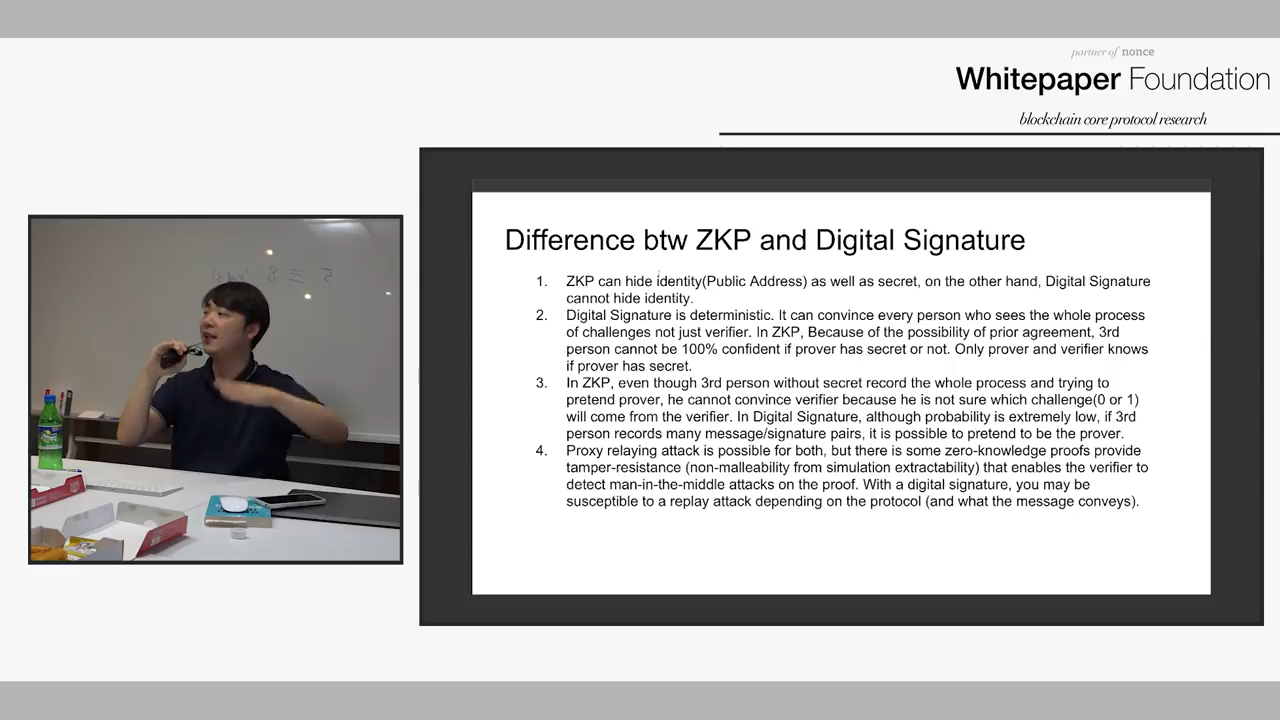 partner of nonce
Whitepaper Foundation
blockchain core protocol research
Difference btw ZKP and Digital Signature
1. ZKP can hide identity(Public Address) as well as secret, on the other hand, Digital Signature
cannot hide identity.
2. Digital Signature is deterministic. It can convince every person who sees the whole process
of challenges not just verifier. In ZKP, Because of the possibility of prior agreement, 3rd
person cannot be 100% confident if prover has secret or not. Only prover and verifier knows
if prover has secret.
3. In ZKP, even though 3rd person without secret record the whole process and trying to
pretend prover, he cannot convince verifier because he is not sure which challenge(0 or 1)
will come from the verifier. In Digital Signature, although probability is extremely low, if 3rd
person records many message/signature pairs, it is possible to pretend to be the prover.
4. Proxy relaying attack is possible for both, but there is some zero-knowledge proofs provide
tamper-resistance (non-malleability from simulation extractability) that enables the verifier to
detect man-in-the-middle attacks on the proof. With a digital signature, you may be
susceptible to a replay attack depending on the protocol (and what the message conveys).